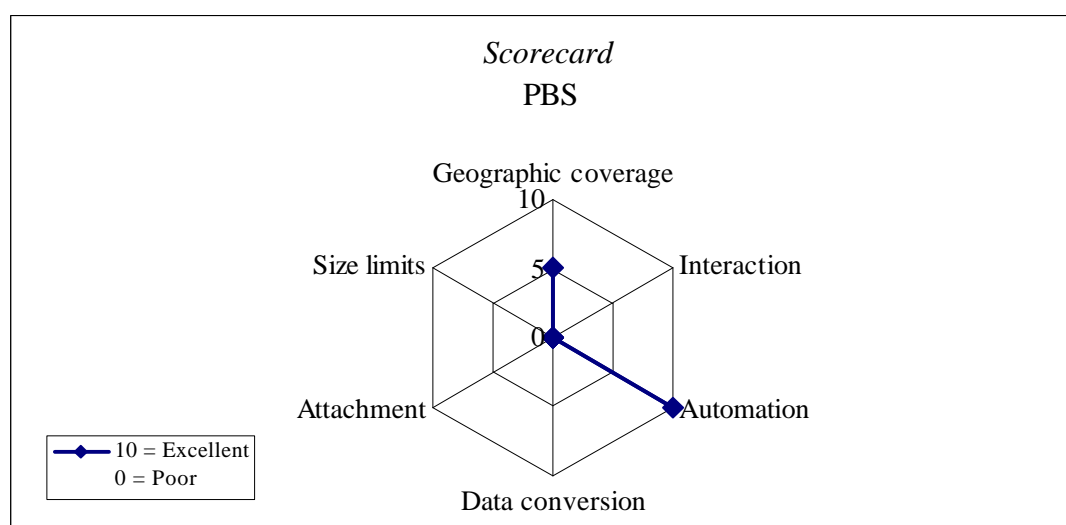 Scorecard
PBS
Geographic coverage
10
Size limits
5
Interaction
0
Attachment
Automation
10 = Excellent
0 = Poor
Data conversion